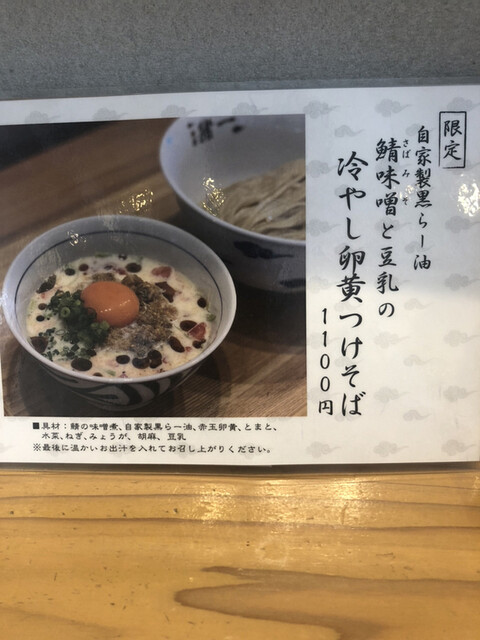 限定
自家製黒らー油
さばみそ
鯖味噌と豆乳の
冷やし卵黄つけそば
1100円
■具材：鯖の味噌煮、自家製黒らー油、赤玉卵黄、とまと、
水菜、ねぎ、みょうが、胡麻、豆乳
※最後に温かいお出汁を入れてお召し上がりください。